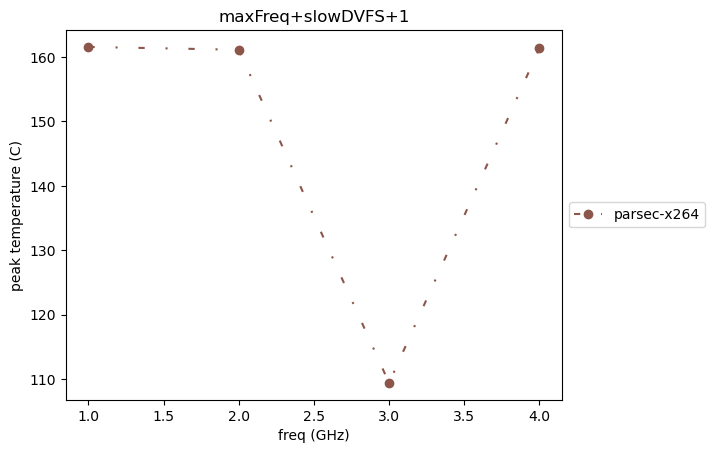 maxFreq+slowDVFS+1
160
150
140
130
120
110
peak temperature (C)
1.0 1.5 2.0 2.5 3.0 3.5 4.0
freq (GHz)
parsec-x264